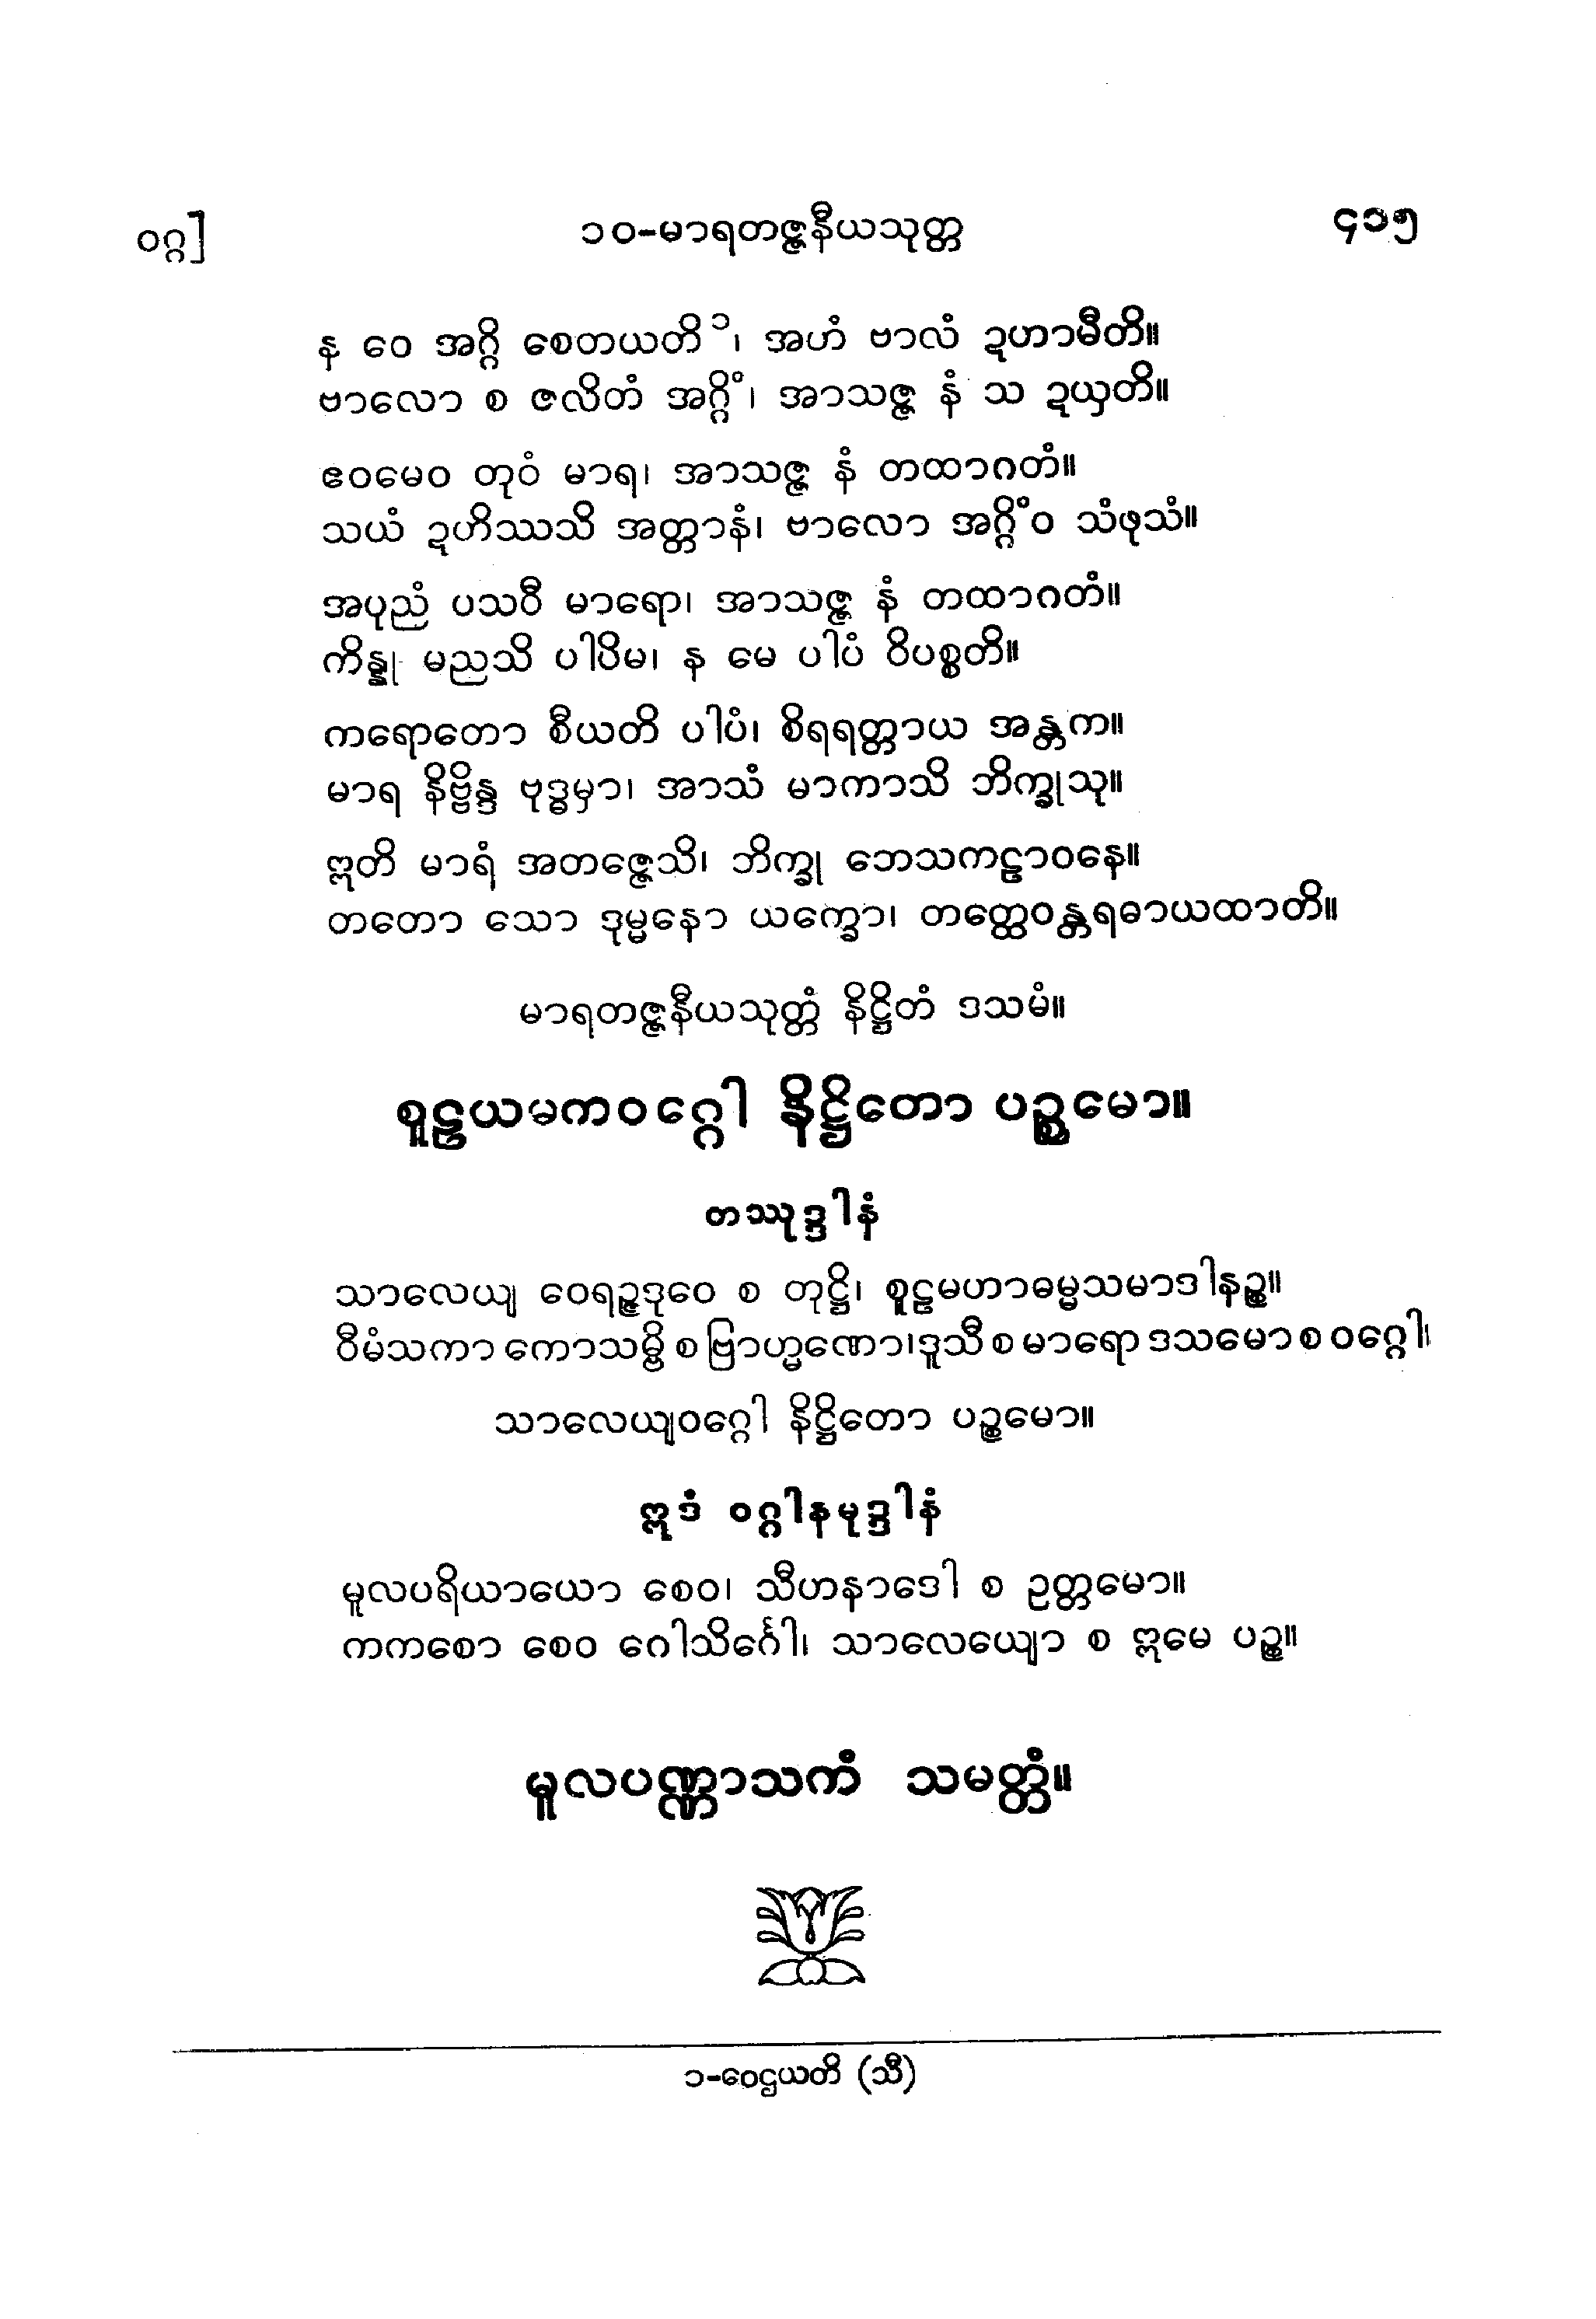 ဝဂ္ဂ] ၁ဝ-မာရတဇ္ဇနီယသုတ္တ ၄၁၅
န ဝေ အဂ္ဂိ စေတယတိ၁၊ အဟံ ဗာလံ ဍဟာမီတိ။
ဗာလော စ ဇလိတံ အဂ္ဂိံ၊ အာသဇ္ဇ နံ သ ဍယှတိ။
ဧဝမေဝ တုဝံ မာရ၊ အာသဇ္ဇ နံ တထာဂတံ။
သယံ ဍဟိဿသိ အတ္တာနံ၊ ဗာလော အဂ္ဂိံဝ သံဖုသံ။
အပုညံ ပသဝီ မာရော၊ အာသဇ္ဇ နံ တထာဂတံ။
ကိန္နု မညသိ ပါပိမ၊ န မေ ပါပံ ဝိပစ္စတိ။
ကရောတော စီယတိ ပါပံ၊ စိရရတ္တာယ အန္တက။
မာရ နိဗ္ဗိန္ဒ ဗုဒ္ဓမှာ၊ အာသံ မာကာသိ ဘိက္ခုသု။
ဣတိ မာရံ အတဇ္ဇေသိ၊ ဘိက္ခု ဘေသကဠာဝနေ။
တတော သော ဒုမ္မနော ယက္ခော၊ တတ္ထေဝန္တရဓာယထာတိ။
မာရတဇ္ဇနီယသုတ္တံ နိဋ္ဌိတံ ဒသမံ။
စူဠယမကဝဂ္ဂေါ နိဋ္ဌိတော ပဉ္စမော။
တဿုဒ္ဒါနံ
သာလေယျ ဝေရဉ္ဇဒုဝေ စ တုဋ္ဌိ၊ စူဠမဟာဓမ္မသမာဒါနဉ္စ။
ဝီမံသကာ ကောသမ္ဗိ စ ဗြာဟ္မဏော၊ ဒူသီ စ မာရော ဒသမော စ ဝဂ္ဂေါ၊
သာလေယျဝဂ္ဂေါ နိဋ္ဌိတော ပဉ္စမော။
ဣဒံ ဝဂ္ဂါနမုဒ္ဒါနံ
မူလပရိယာယော စေဝ၊ သီဟနာဒေါ စ ဥတ္တမော။
ကကစော စေဝ ဂေါသိင်္ဂေါ၊ သာလေယျော စ ဣမေ ပဉ္စ။
မူလပဏ္ဏာသကံ သမတ္တံ။
၁-ဝေဌယတိ (သီ)